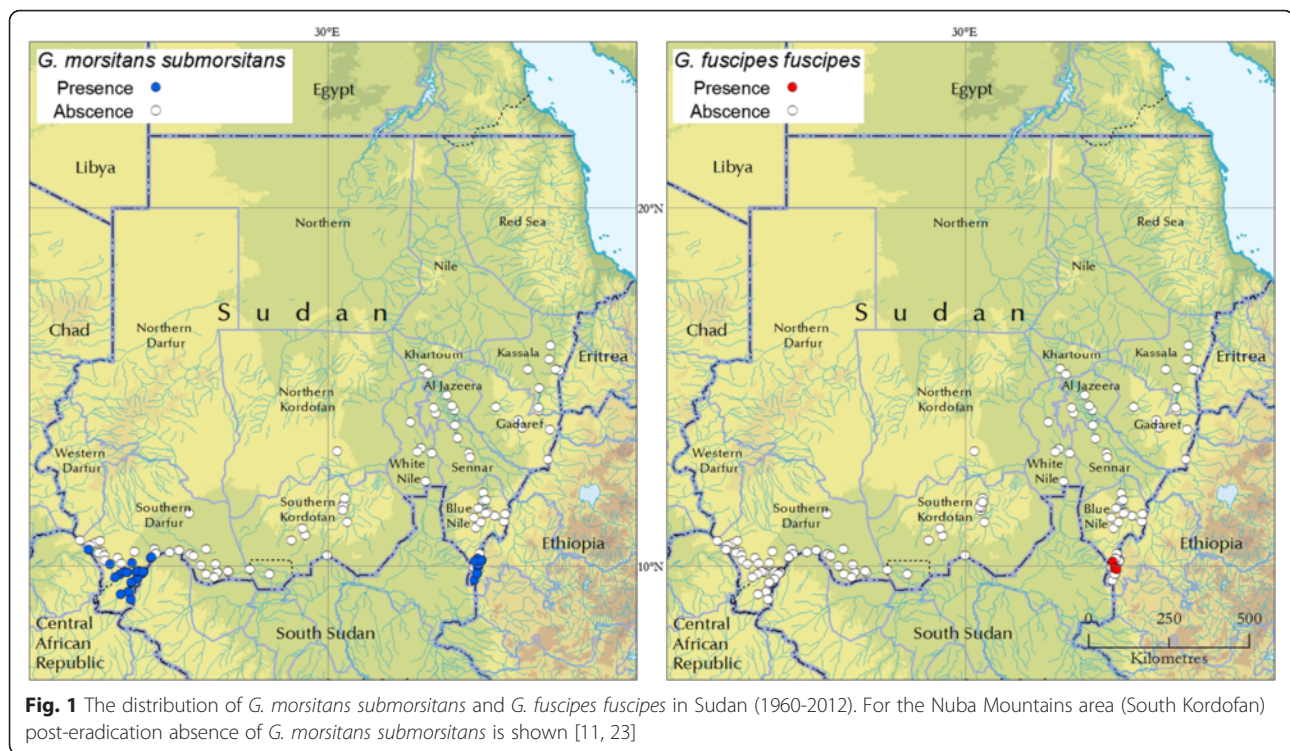 30°E
G. morsitans submorsitans
Presence
Abscence
Egypt
Libya
20°N
Northern
Red Sea
Nile
Sudan
Chad
Northern
Darfur
Khartoum
Kassala
Eritrea
Al Jazeera
Northern
Kordofan
Gadaref
Western
Darfur
White
Nile
Sennar
Southern
Darfur
Southern
Kordofan
Blue
Nile
Ethiopia
10°N
Central
African
Republic
South Sudan
30°E
G. fuscipes fuscipes
Presence
Abscence
Egypt
Libya
Northern
Red Sea
Nile
Sudan
Chad
Northern
Darfur
Khartoum
Kassala
Eritrea
Al Jazeera
Northern
Kordofan
Gadaref
Western
Darfur
White
Nile
Sennar
Southern
Darfur
Southern
Kordofan
Blue
Nile
Ethiopia
Central
African
Republic
South Sudan
0 250 500
Kilometres
Fig. 1 The distribution of G. morsitans submorsitans and G. fuscipes fuscipes in Sudan (1960-2012). For the Nuba Mountains area (South Kordofan)
post-eradication absence of G. morsitans submorsitans is shown [11, 23]